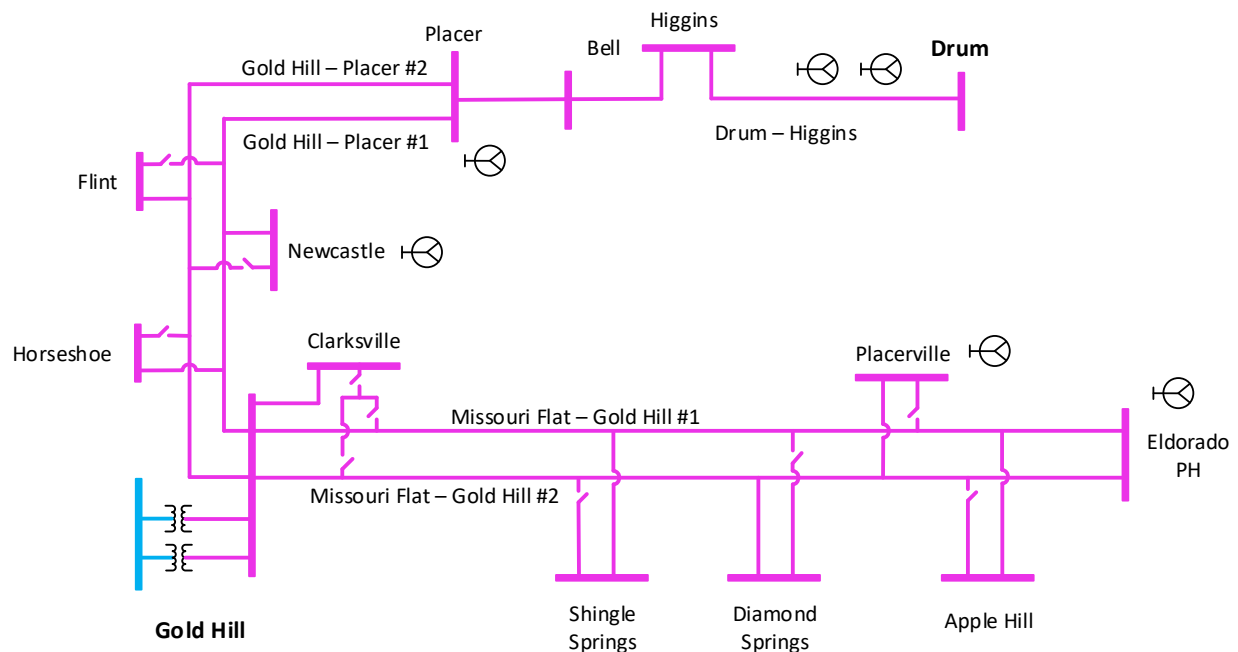 Higgins
Placer
Bell
Drum
Gold Hill – Placer #2
Gold Hill – Placer #1
Drum – Higgins
Flint
Newcastle
Horseshoe
Clarksville
Placerville
Missouri Flat – Gold Hill #1
Eldorado
PH
Missouri Flat – Gold Hill #2
Gold Hill
Shingle
Springs
Diamond
Springs
Apple Hill